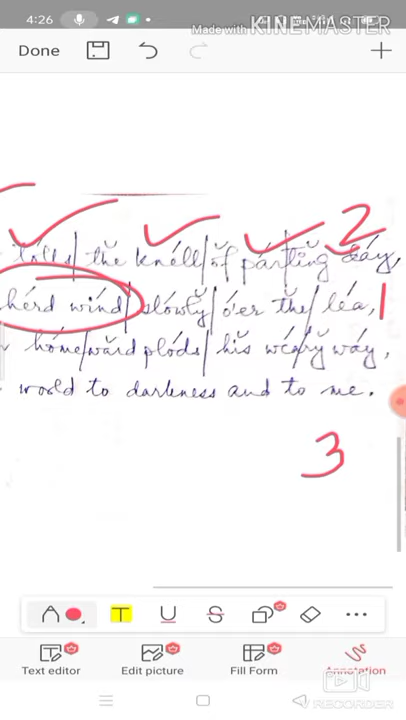 4:26
Made with KINEMASTER
Done
tolls the knell of parting day,
2
herd wind slowly o'er the lea,
1
homeward plods his weary way,
world to darkness and to me.
3
T
U
S
Text editor
Edit picture
Fill Form
Annotation
RECORDER